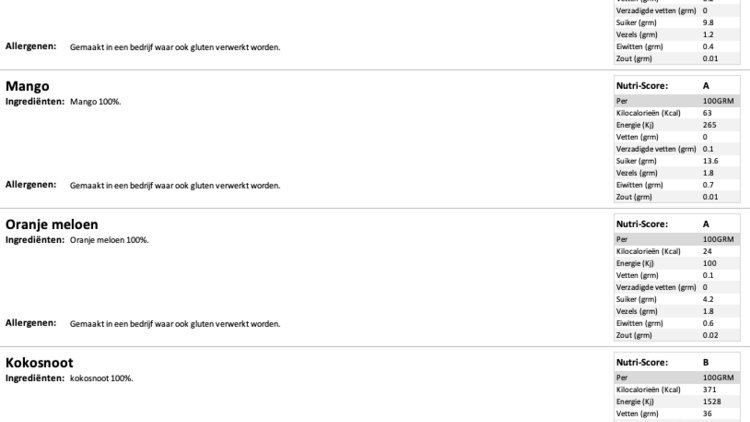 Verzadigde vetten (grm) 0
Suiker (grm) 9.8
Vezels (grm) 1.2
Eiwitten (grm) 0.4
Zout (grm) 0.01
Allergenen: Gemaakt in een bedrijf waar ook gluten verwerkt worden.
Mango
Ingrediënten: Mango 100%.
Allergenen: Gemaakt in een bedrijf waar ook gluten verwerkt worden.
Nutri-Score: A
Per 100GRM
Kilocalorieën (Kcal) 63
Energie (Kj) 265
Vetten (grm) 0
Verzadigde vetten (grm) 0.1
Suiker (grm) 13.6
Vezels (grm) 1.8
Eiwitten (grm) 0.7
Zout (grm) 0.01
Oranje meloen
Ingrediënten: Oranje meloen 100%.
Allergenen: Gemaakt in een bedrijf waar ook gluten verwerkt worden.
Nutri-Score: A
Per 100GRM
Kilocalorieën (Kcal) 24
Energie (Kj) 100
Vetten (grm) 0.1
Verzadigde vetten (grm) 0
Suiker (grm) 4.2
Vezels (grm) 1.8
Eiwitten (grm) 0.6
Zout (grm) 0.02
Kokosnoot
Ingrediënten: kokosnoot 100%.
Nutri-Score: B
Per 100GRM
Kilocalorieën (Kcal) 371
Energie (Kj) 1528
Vetten (grm) 36